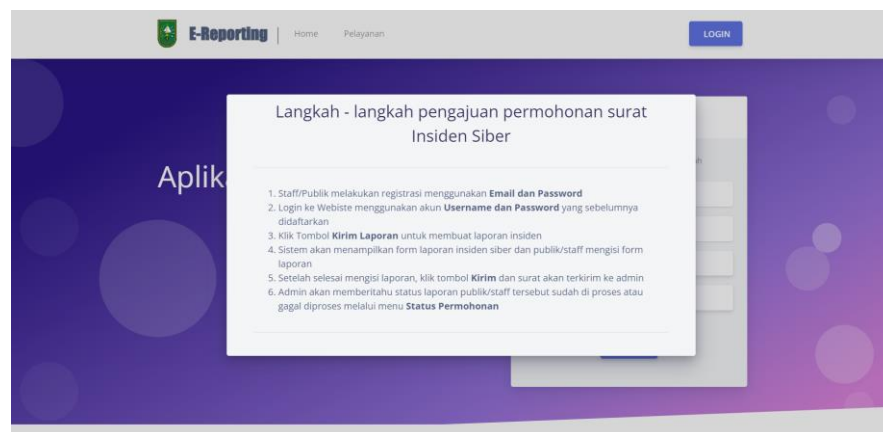 E-Reporting | Home Pelayanan LOGIN
Aplik
Langkah - langkah pengajuan permohonan surat
Insiden Siber
1. Staff/Publik melakukan registrasi menggunakan Email dan Password
2. Login ke Webiste menggunakan akun Username dan Password yang sebelumnya
didaftarkan
3. Klik Tombol Kirim Laporan untuk membuat laporan insiden
4. Sistem akan menampilkan form laporan insiden siber dan publik/staff mengisi form
laporan
5. Setelah selesai mengisi laporan, klik tombol Kirim dan surat akan terkirim ke admin
6. Admin akan memberitahu status laporan publik/staff tersebut sudah di proses atau
gagal diproses melalui menu Status Permohonan